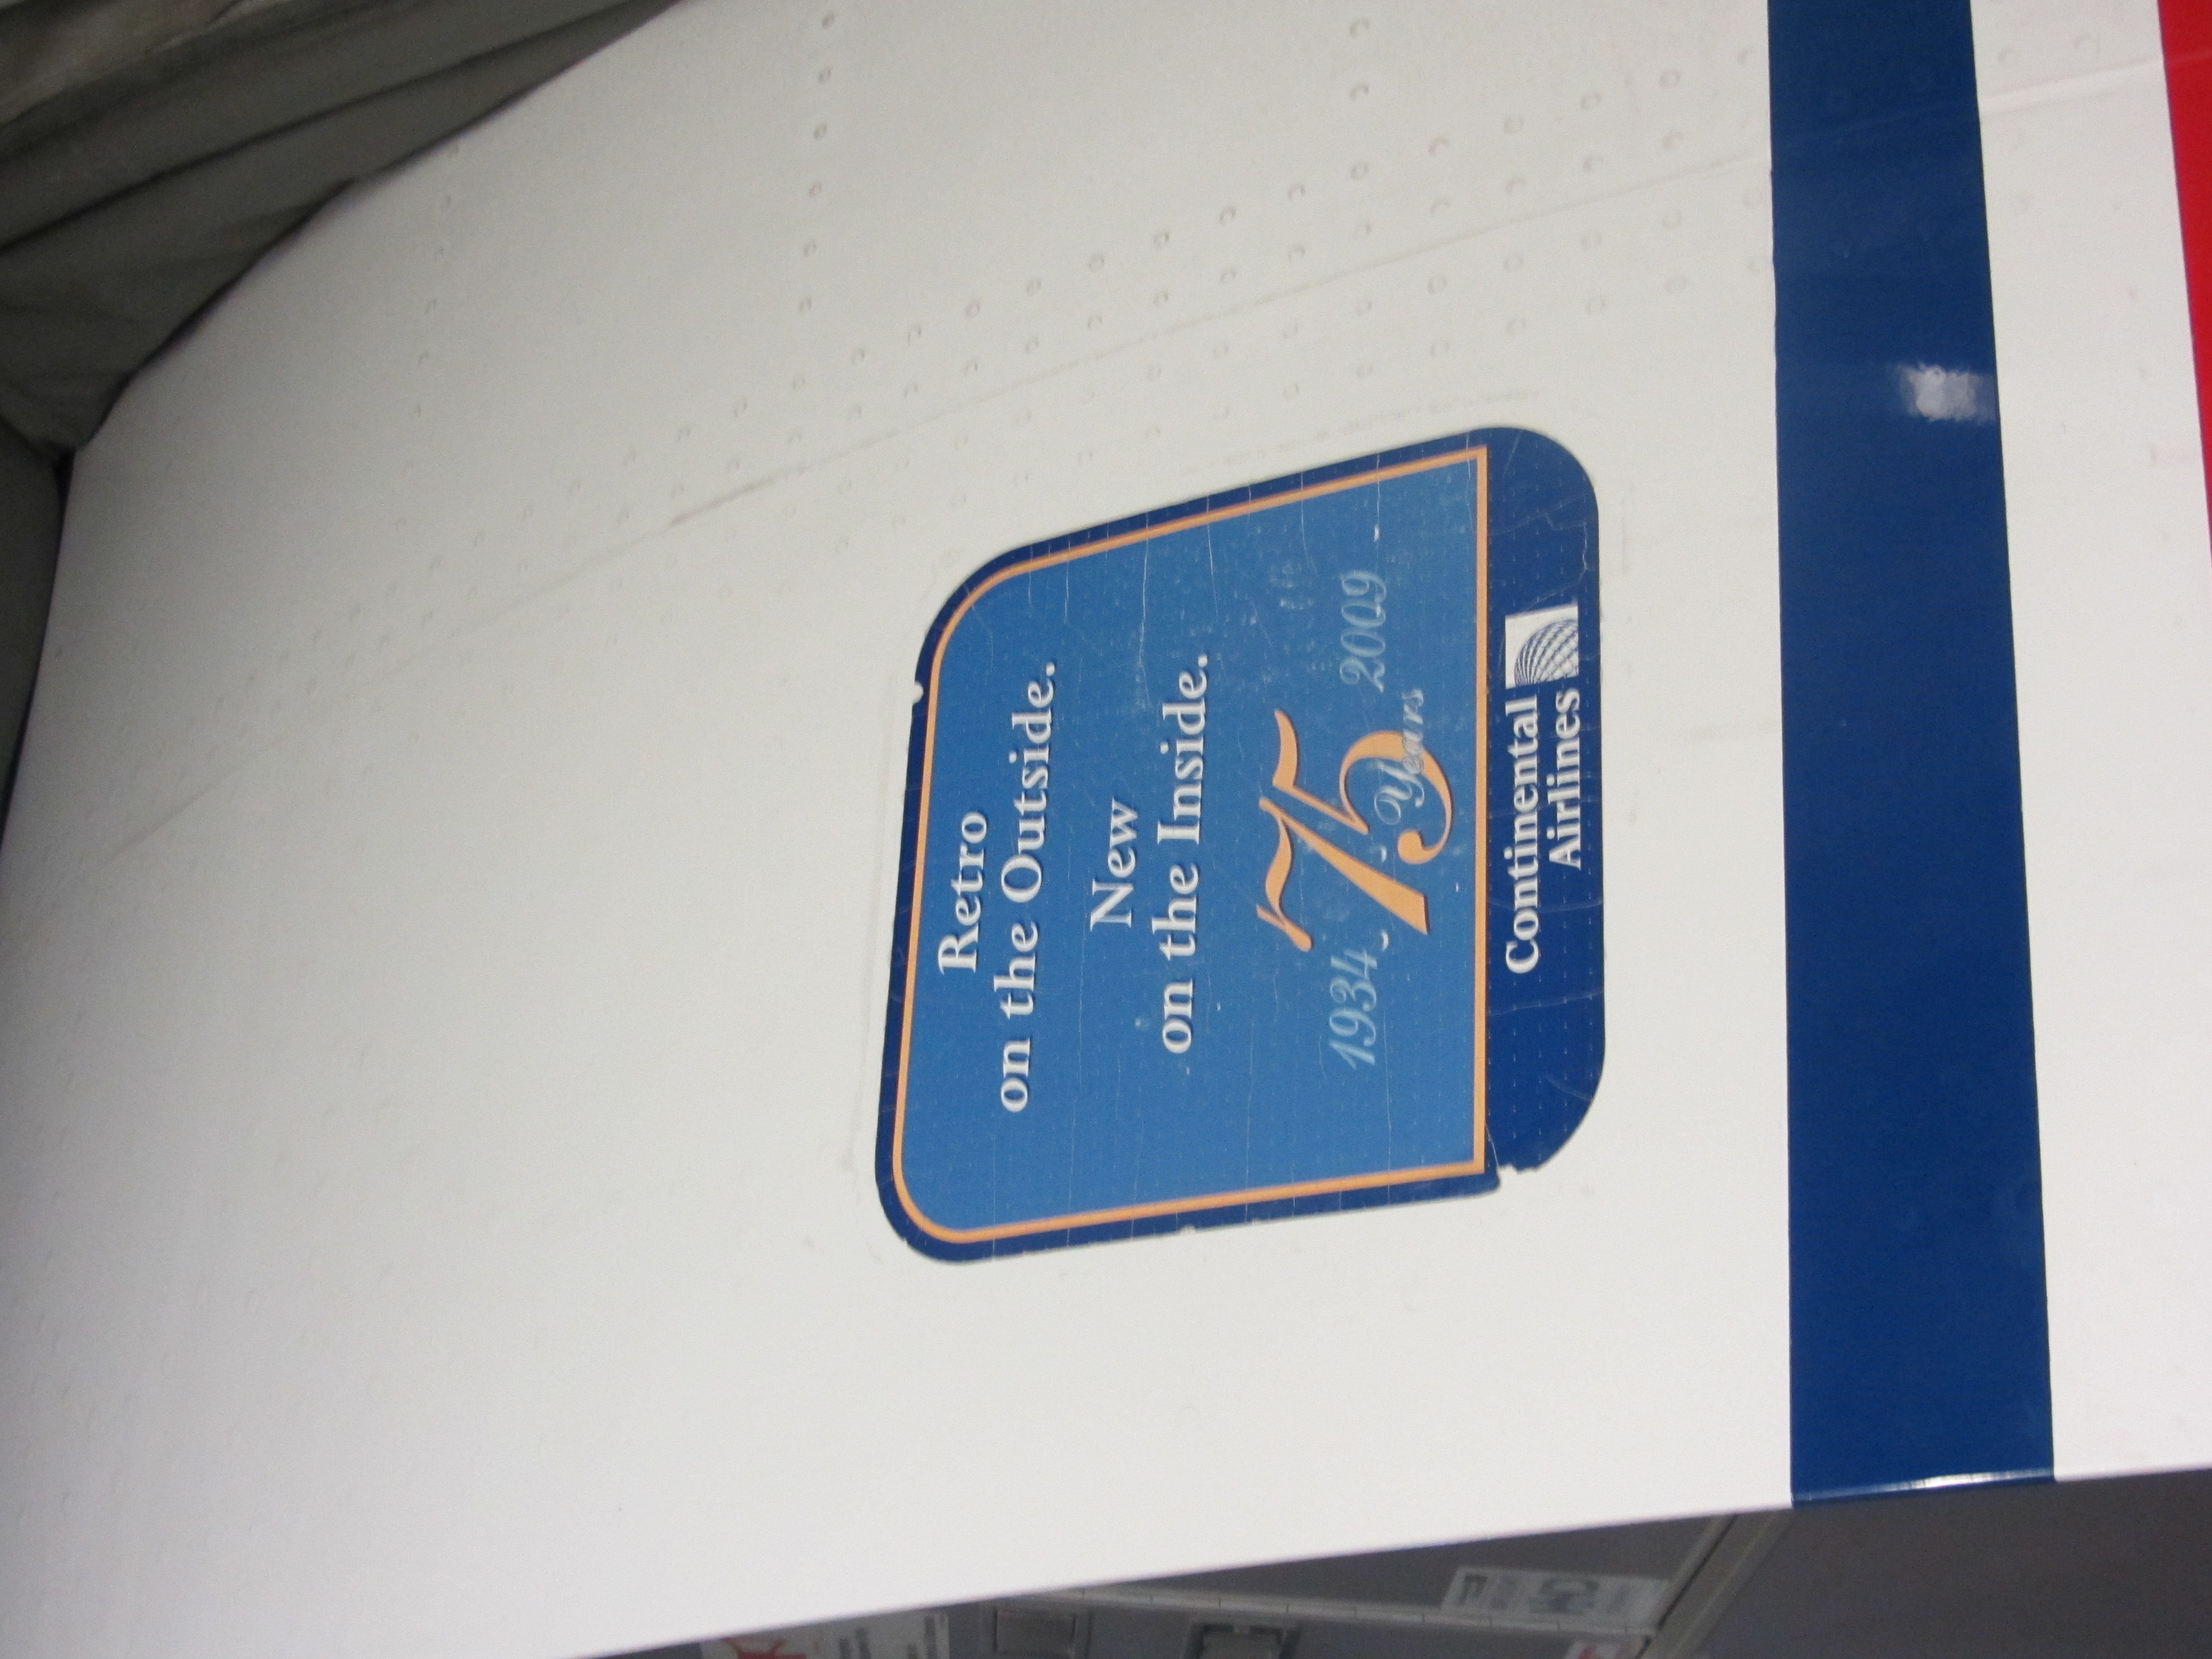 Retro
on the Outside.
New
on the Inside.
75
Years
1934 2009
Continental
Airlines